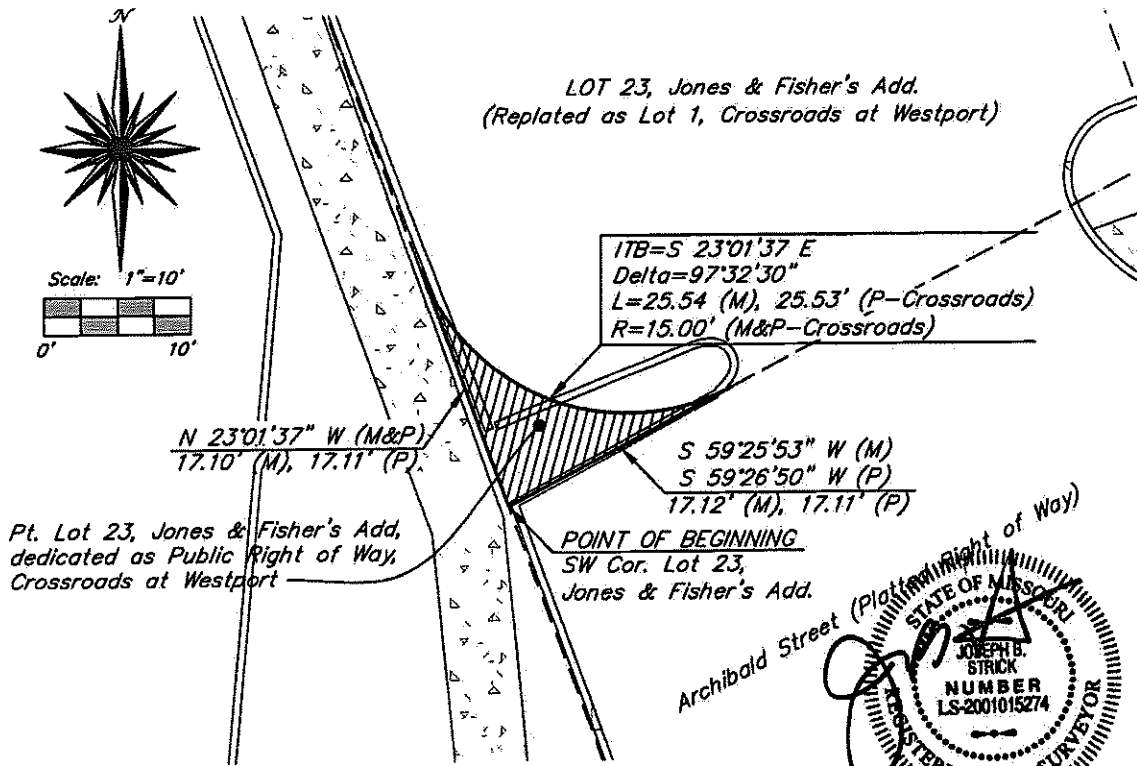 N
LOT 23, Jones & Fisher's Add.
(Replated as Lot 1, Crossroads at Westport)
Scale: 1"=10'
0' 10'
ITB=S 23°01'37 E
Delta=97°32'30"
L=25.54 (M), 25.53' (P-Crossroads)
R=15.00' (M&P-Crossroads)
N 23°01'37" W (M&P)
17.10' (M), 17.11' (P)
S 59°25'53" W (M)
S 59°26'50" W (P)
17.12' (M), 17.11' (P)
Pt. Lot 23, Jones & Fisher's Add,
dedicated as Public Right of Way,
Crossroads at Westport
POINT OF BEGINNING
SW Cor. Lot 23,
Jones & Fisher's Add.
Archibald Street (Platted Right of Way)
STATE OF MISSOURI
JOSEPH B.
STRICK
NUMBER
LS-2001015274
SURVEYOR